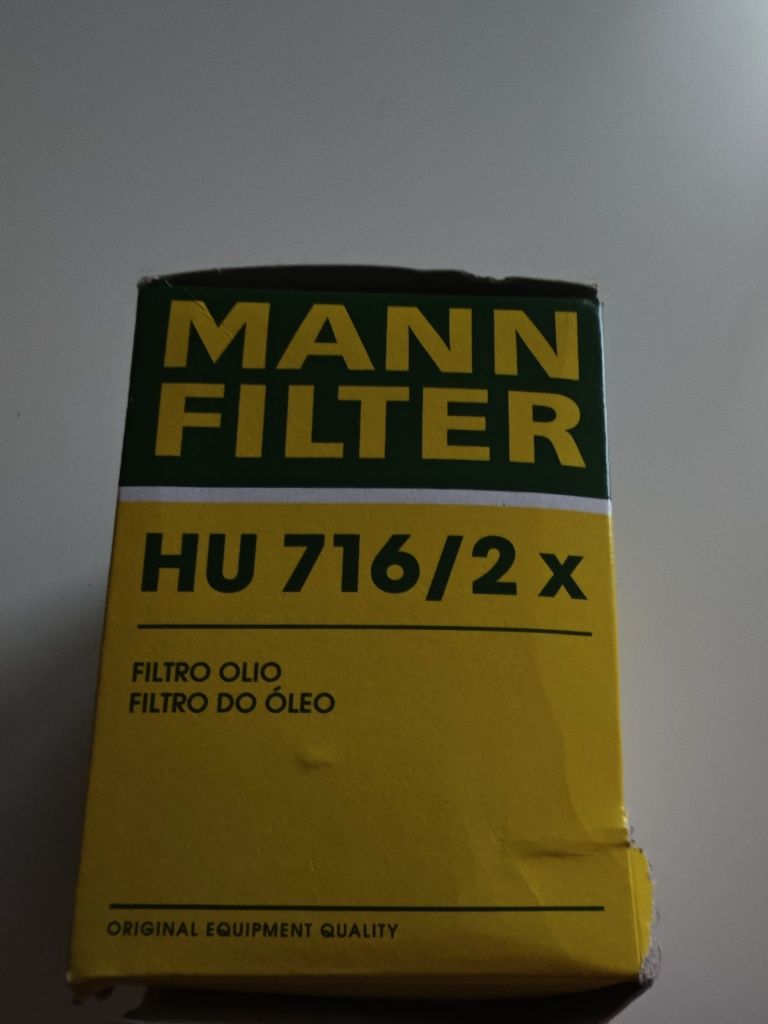 MANN
FILTER
HU 716/2 x
FILTRO OLIO
FILTRO DO ÓLEO
ORIGINAL EQUIPMENT QUALITY